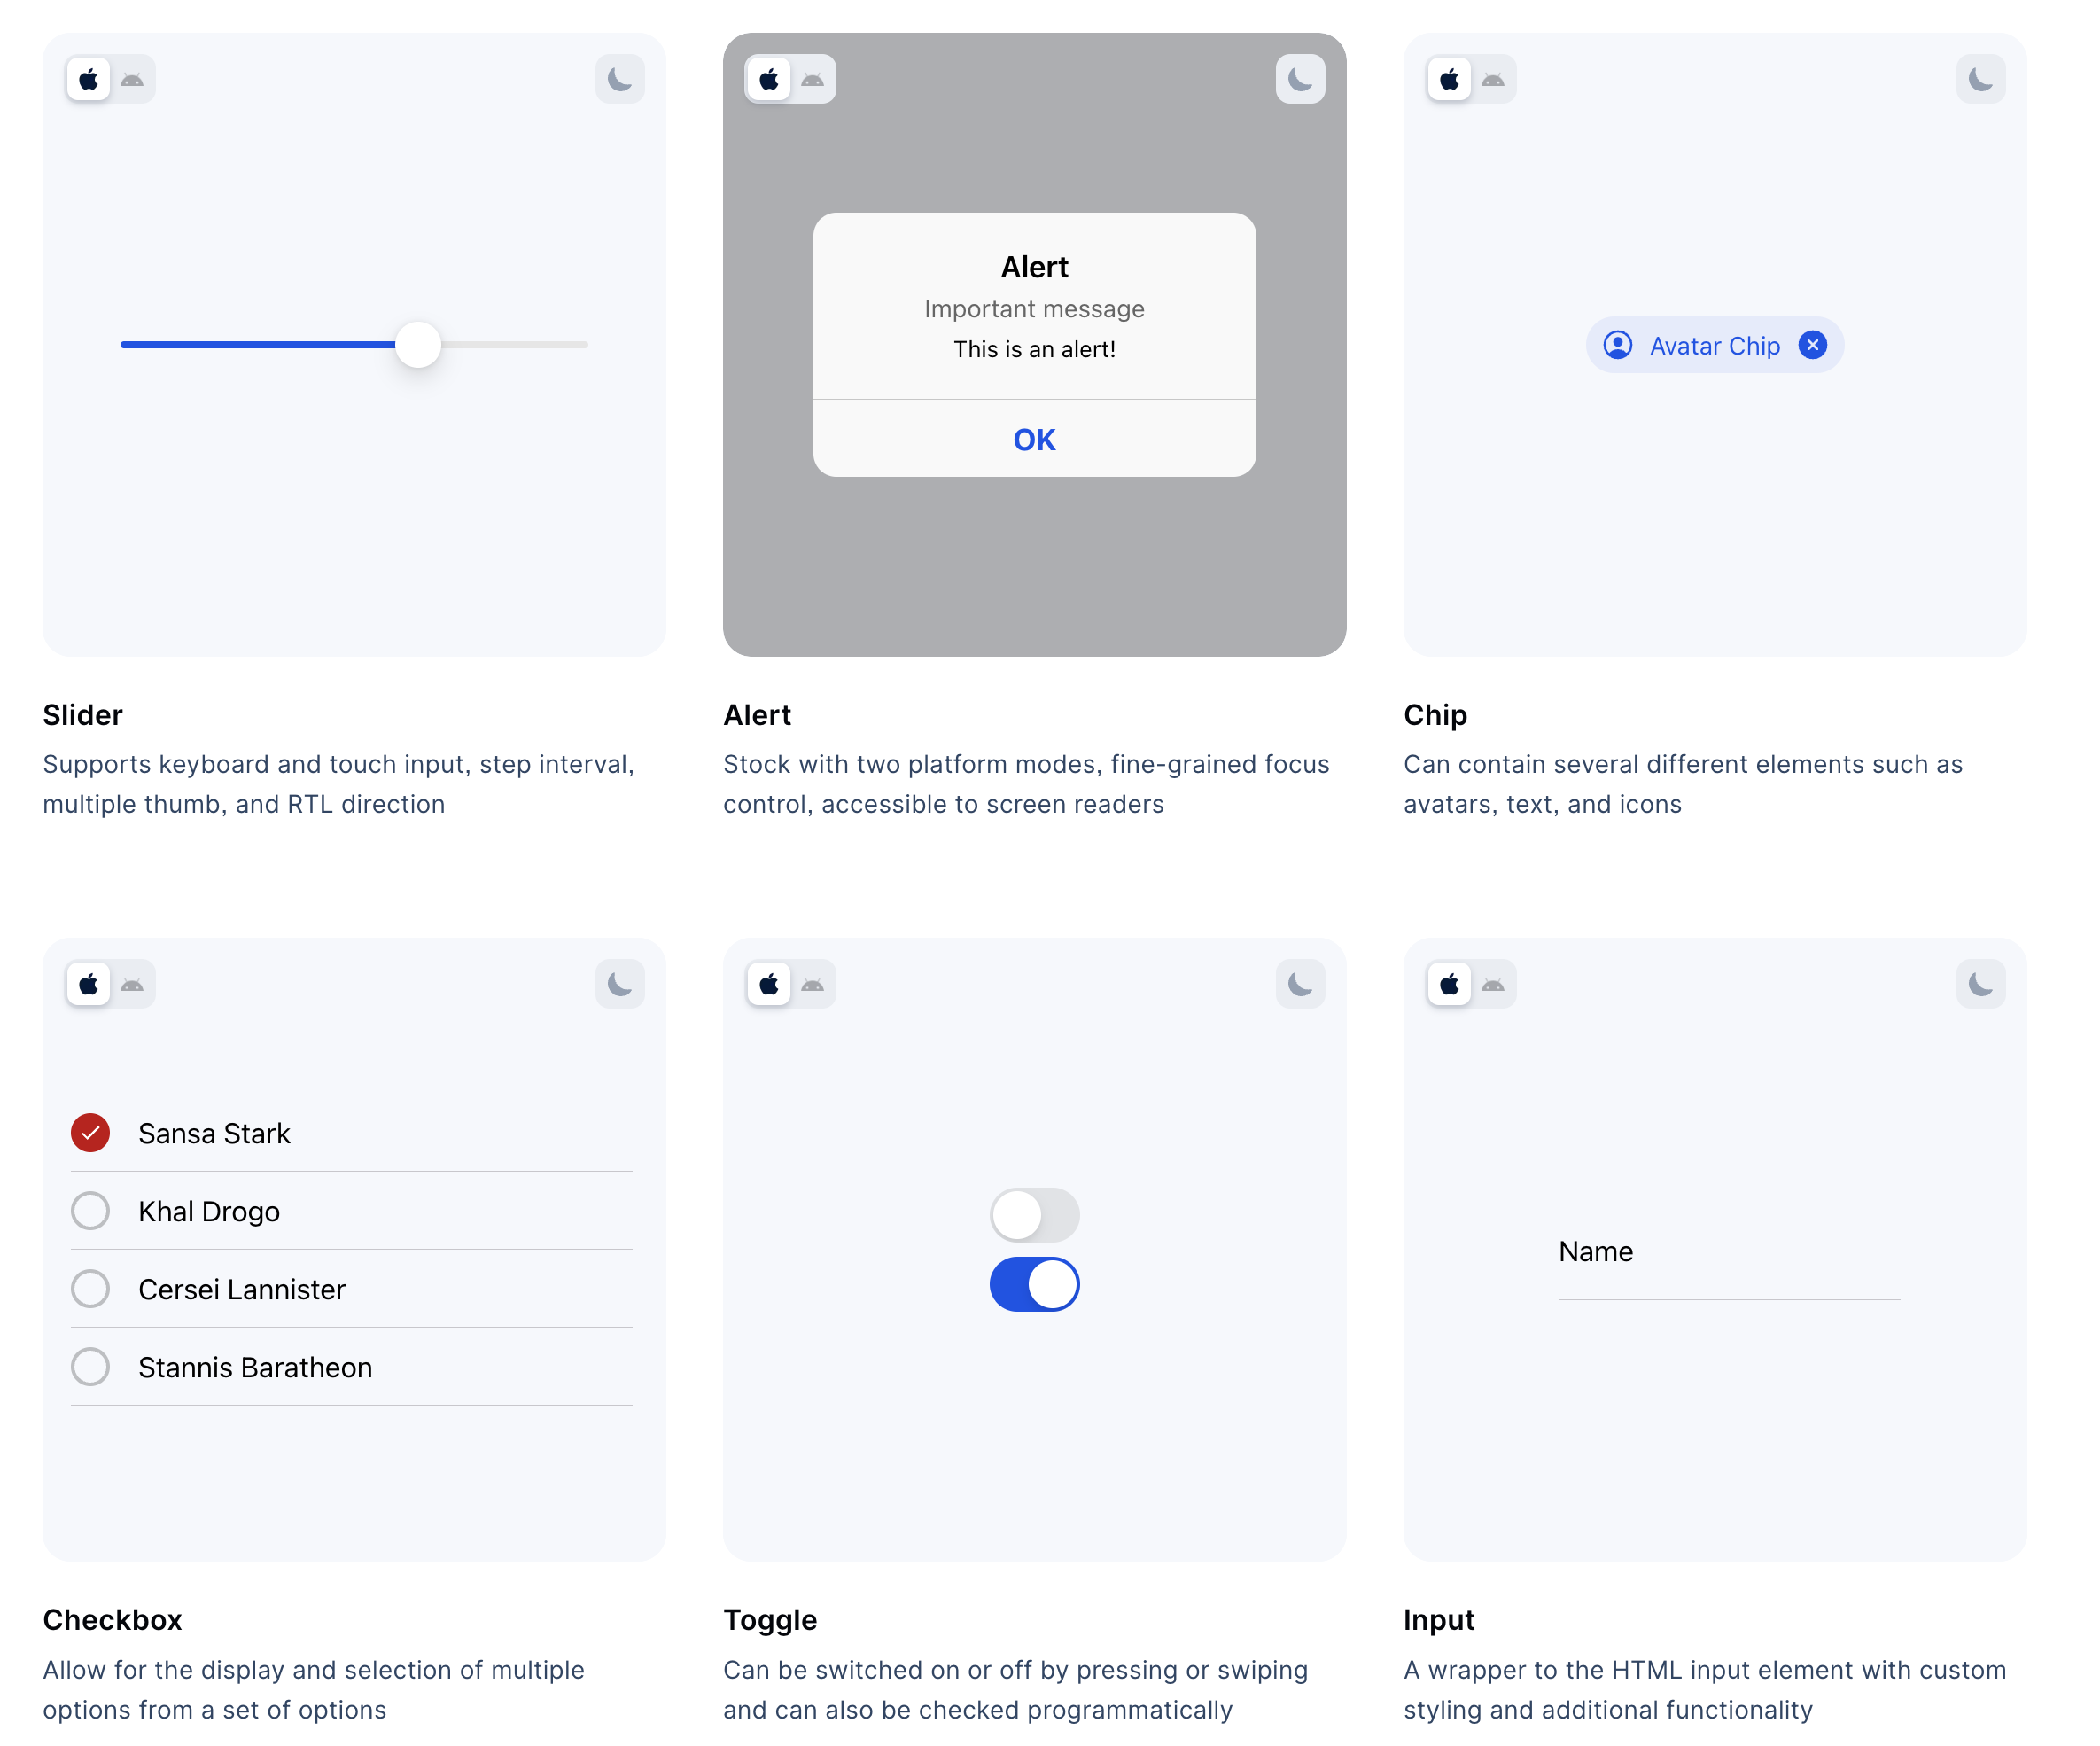 Alert
Important message
This is an alert!
OK
Avatar Chip
Slider
Supports keyboard and touch input, step interval,
multiple thumb, and RTL direction
Alert
Stock with two platform modes, fine-grained focus
control, accessible to screen readers
Chip
Can contain several different elements such as
avatars, text, and icons
Sansa Stark
Khal Drogo
Cersei Lannister
Stannis Baratheon
Name
Checkbox
Allow for the display and selection of multiple
options from a set of options
Toggle
Can be switched on or off by pressing or swiping
and can also be checked programmatically
Input
A wrapper to the HTML input element with custom
styling and additional functionality